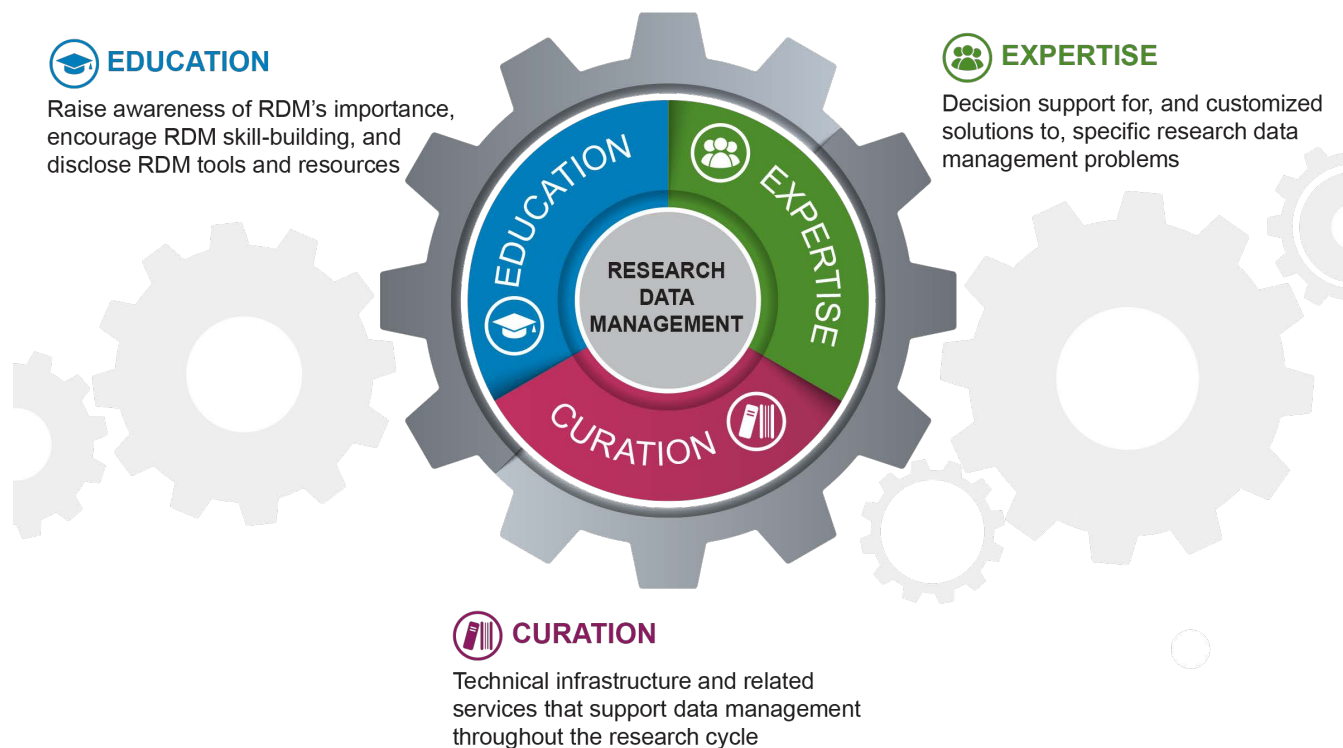 EDUCATION
Raise awareness of RDM’s importance,
encourage RDM skill-building, and
disclose RDM tools and resources
EXPERTISE
Decision support for, and customized
solutions to, specific research data
management problems
EDUCATION
EXPERTISE
RESEARCH
DATA
MANAGEMENT
CURATION
CURATION
Technical infrastructure and related
services that support data management
throughout the research cycle